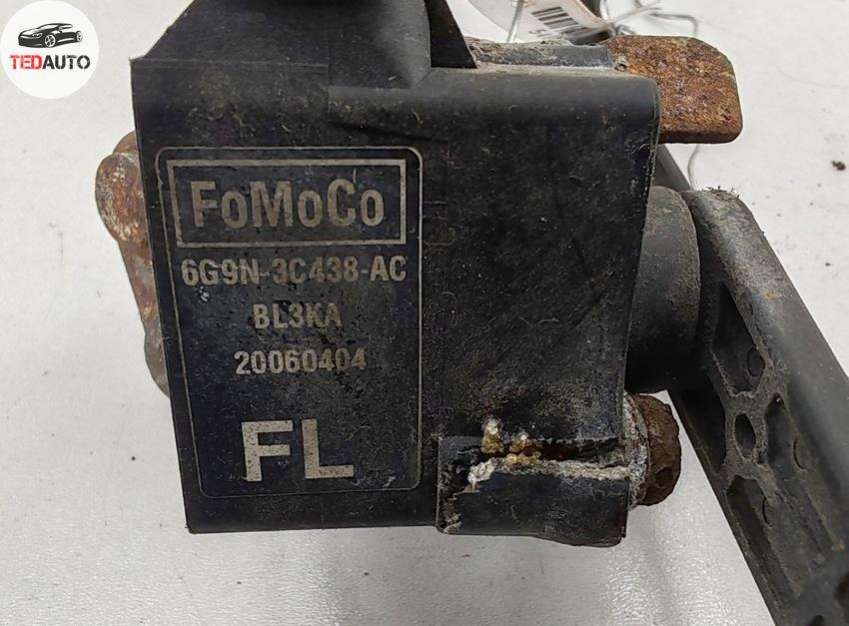 TEDAUTO
FoMoCo
6G9N-3C438-AC
BL3KA
20060404
FL